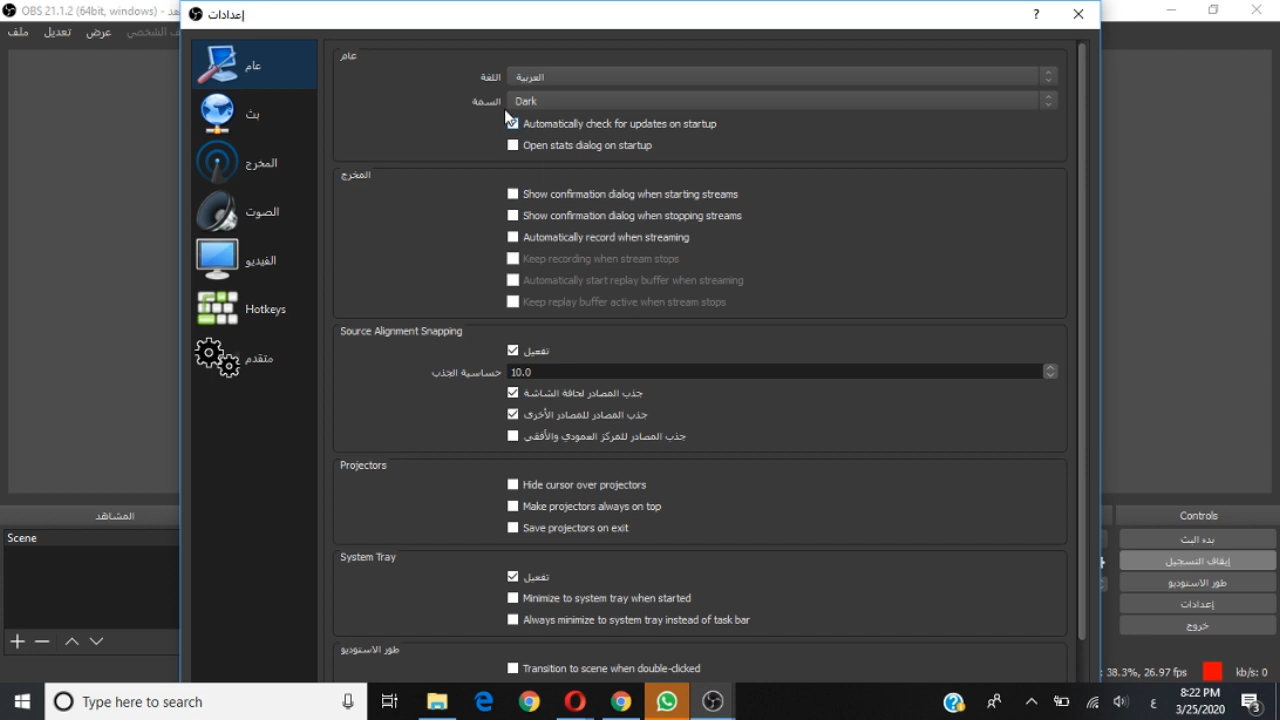 OBS 21.1.2 (64bit, windows) -
إعدادات
?
ملف
تعديل
عرض
عام
بث
المخرج
الصوت
الفيديو
Hotkeys
متقدم
عام
اللغة
العربية
السمة
Dark
Automatically check for updates on startup
Open stats dialog on startup
المخرج
Show confirmation dialog when starting streams
Show confirmation dialog when stopping streams
Automatically record when streaming
Keep recording when stream stops
Automatically start replay buffer when streaming
Keep replay buffer active when stream stops
Source Alignment Snapping
تفعيل
حساسية الجذب
10.0
جذب المصادر لحافة الشاشة
جذب المصادر للمصادر الأخرى
جذب المصادر للمركز العمودي والأفقي
Projectors
Hide cursor over projectors
Make projectors always on top
Save projectors on exit
System Tray
تفعيل
Minimize to system tray when started
Always minimize to system tray instead of task bar
طور الاستوديو
Transition to scene when double-clicked
المشاهد
Scene
Controls
بدء البث
إيقاف التسجيل
طور الاستوديو
إعدادات
خروج
: 38.3%, 26.97 fps
kb/s: 0
Type here to search
ع
8:22 PM
3/25/2020
3